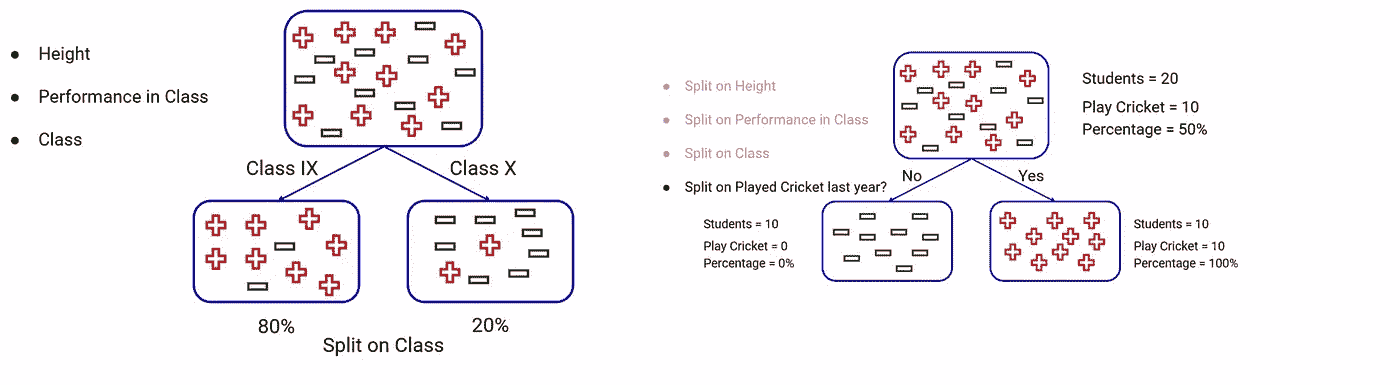 Height
Performance in Class
Class
Class IX
Class X
80%
20%
Split on Class
Split on Height
Split on Performance in Class
Split on Class
Split on Played Cricket last year?
Students = 20
Play Cricket = 10
Percentage = 50%
No
Yes
Students = 10
Play Cricket = 0
Percentage = 0%
Students = 10
Play Cricket = 10
Percentage = 100%